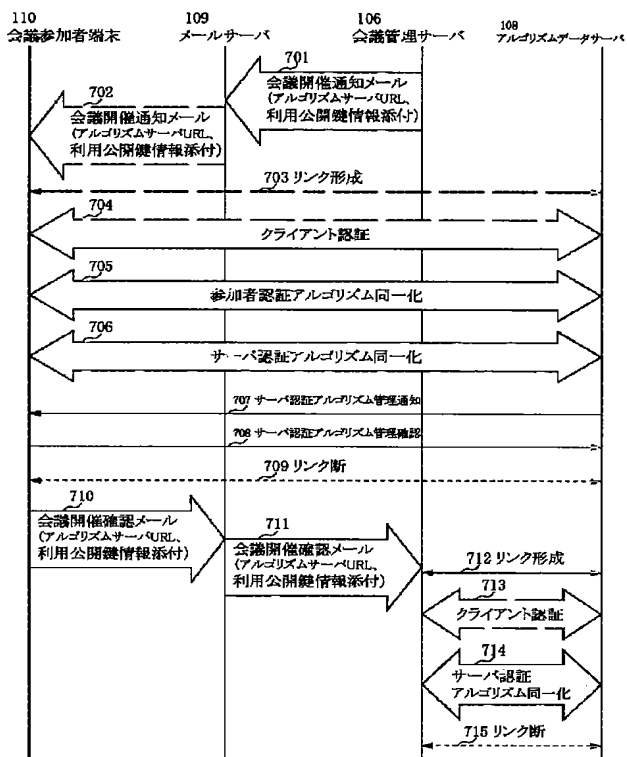 110
会議参加者端末
109
メールサーバ
106
会議管理サーバ
108
アルゴリズムデータサーバ
701
会議開催通知メール
(アルゴリズムサーバURL、
利用公開鍵情報添付)
702
会議開催通知メール
(アルゴリズムサーバURL、
利用公開鍵情報添付)
703 リンク形成
704
クライアント認証
705
参加者認証アルゴリズム同一化
706
サーバ認証アルゴリズム同一化
707 サーバ認証アルゴリズム管理通知
708 サーバ認証アルゴリズム管理確認
709 リンク断
710
会議開催確認メール
(アルゴリズムサーバURL、
利用公開鍵情報添付)
711
会議開催確認メール
(アルゴリズムサーバURL、
利用公開鍵情報添付)
712 リンク形成
713
クライアント認証
714
サーバ認証
アルゴリズム同一化
715 リンク断